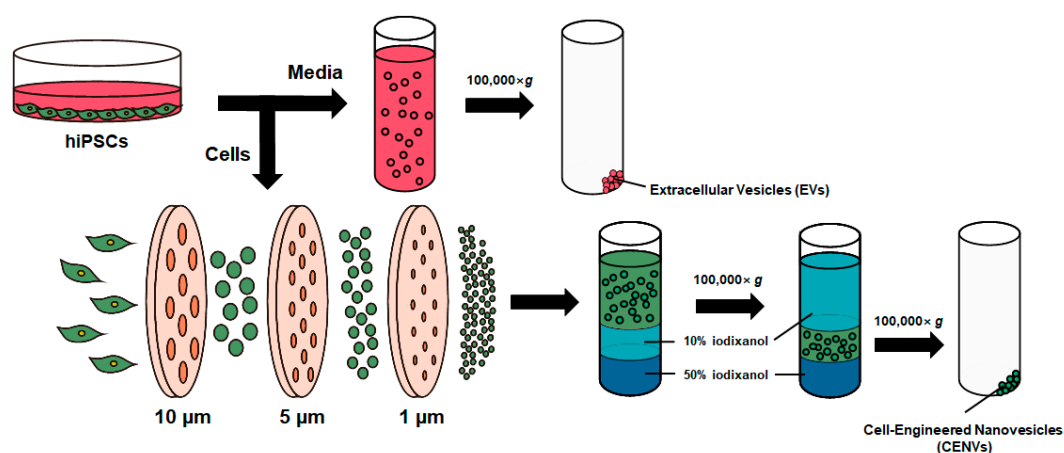 Media
100,000×g
hiPSCs
Cells
Extracellular Vesicles (EVs)
100,000× g
100,000× g
10% iodixanol
50% iodixanol
10 µm
5 µm
1 µm
Cell-Engineered Nanovesicles
(CENVs)